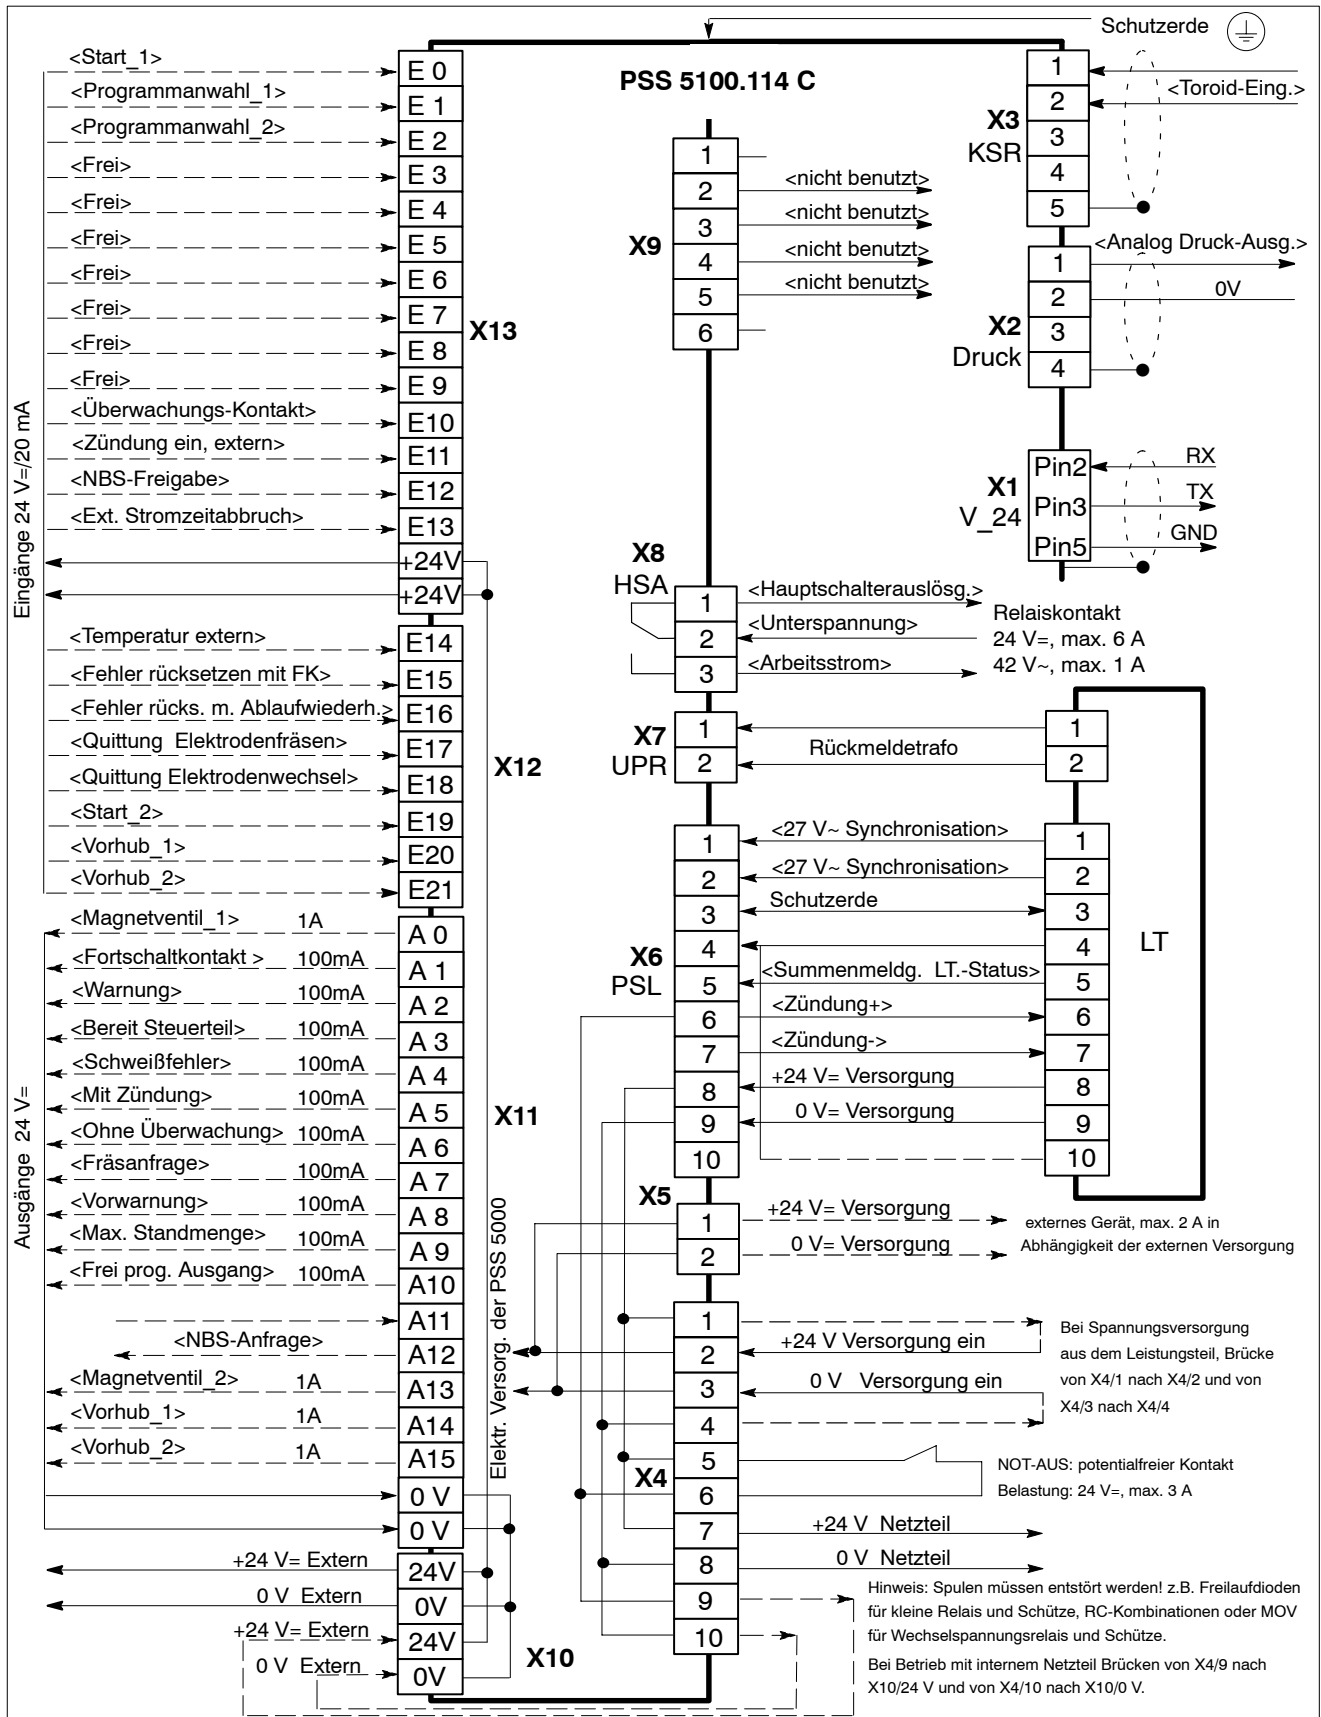 Schutzerde
PSS 5100.114 C
Eingänge 24 V=/20 mA
<Start_1>
E 0
<Programmanwahl_1>
E 1
<Programmanwahl_2>
E 2
<Frei>
E 3
<Frei>
E 4
<Frei>
E 5
<Frei>
E 6
<Frei>
E 7
<Frei>
E 8
<Frei>
E 9
<Überwachungs-Kontakt>
E10
<Zündung ein, extern>
E11
<NBS-Freigabe>
E12
<Ext. Stromzeitabbruch>
E13
+24V
+24V
X13
<Temperatur extern>
E14
<Fehler rücksetzen mit FK>
E15
<Fehler rücks. m. Ablaufwiederh.>
E16
<Quittung Elektrodenfräsen>
E17
<Quittung Elektrodenwechsel>
E18
<Start_2>
E19
<Vorhub_1>
E20
<Vorhub_2>
E21
X12
Ausgänge 24 V=
<Magnetventil_1> 1A
A 0
<Fortschaltkontakt > 100mA
A 1
<Warnung> 100mA
A 2
<Bereit Steuerteil> 100mA
A 3
<Schweißfehler> 100mA
A 4
<Mit Zündung> 100mA
A 5
<Ohne Überwachung> 100mA
A 6
<Fräsanfrage> 100mA
A 7
<Vorwarnung> 100mA
A 8
<Max. Standmenge> 100mA
A 9
<Frei prog. Ausgang> 100mA
A10
A11
<NBS-Anfrage>
A12
<Magnetventil_2> 1A
A13
<Vorhub_1> 1A
A14
<Vorhub_2> 1A
A15
0 V
0 V
X11
Elektr. Versorg. der PSS 5000
+24 V= Extern
24V
0 V Extern
0V
+24 V= Extern
24V
0 V Extern
0V
X10
X9
1
2
<nicht benutzt>
3
<nicht benutzt>
4
<nicht benutzt>
5
<nicht benutzt>
6
X3
KSR
1
2
<Toroid-Eing.>
3
4
5
X2
Druck
1
<Analog Druck-Ausg.>
2
0V
3
4
X1
V_24
Pin2
RX
Pin3
TX
Pin5
GND
X8
HSA
1
<Hauptschalterauslösg.>
2
<Unterspannung>
3
<Arbeitsstrom>
Relaiskontakt
24 V=, max. 6 A
42 V~, max. 1 A
X7
UPR
1
2
Rückmeldetrafo
1
2
X6
PSL
1
<27 V~ Synchronisation>
1
2
<27 V~ Synchronisation>
2
3
Schutzerde
3
4
4
5
<Summenmeldg. LT.-Status>
5
6
<Zündung+>
6
7
<Zündung->
7
8
+24 V= Versorgung
8
9
0 V= Versorgung
9
10
10
LT
X5
1
+24 V= Versorgung
2
0 V= Versorgung
externes Gerät, max. 2 A in
Abhängigkeit der externen Versorgung
X4
1
2
+24 V Versorgung ein
3
0 V Versorgung ein
4
Bei Spannungsversorgung
aus dem Leistungsteil, Brücke
von X4/1 nach X4/2 und von
X4/3 nach X4/4
5
6
NOT-AUS: potentialfreier Kontakt
Belastung: 24 V=, max. 3 A
7
+24 V Netzteil
8
0 V Netzteil
9
10
Hinweis: Spulen müssen entstört werden! z.B. Freilaufdioden
für kleine Relais und Schütze, RC-Kombinationen oder MOV
für Wechselspannungsrelais und Schütze.
Bei Betrieb mit internem Netzteil Brücken von X4/9 nach
X10/24 V und von X4/10 nach X10/0 V.